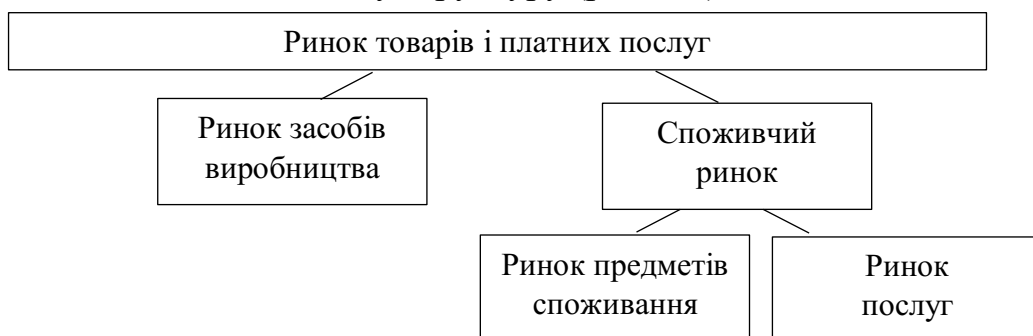 Ринок товарів і платних послуг
Ринок засобів
виробництва
Споживчий
ринок
Ринок предметів
споживання
Ринок
послуг